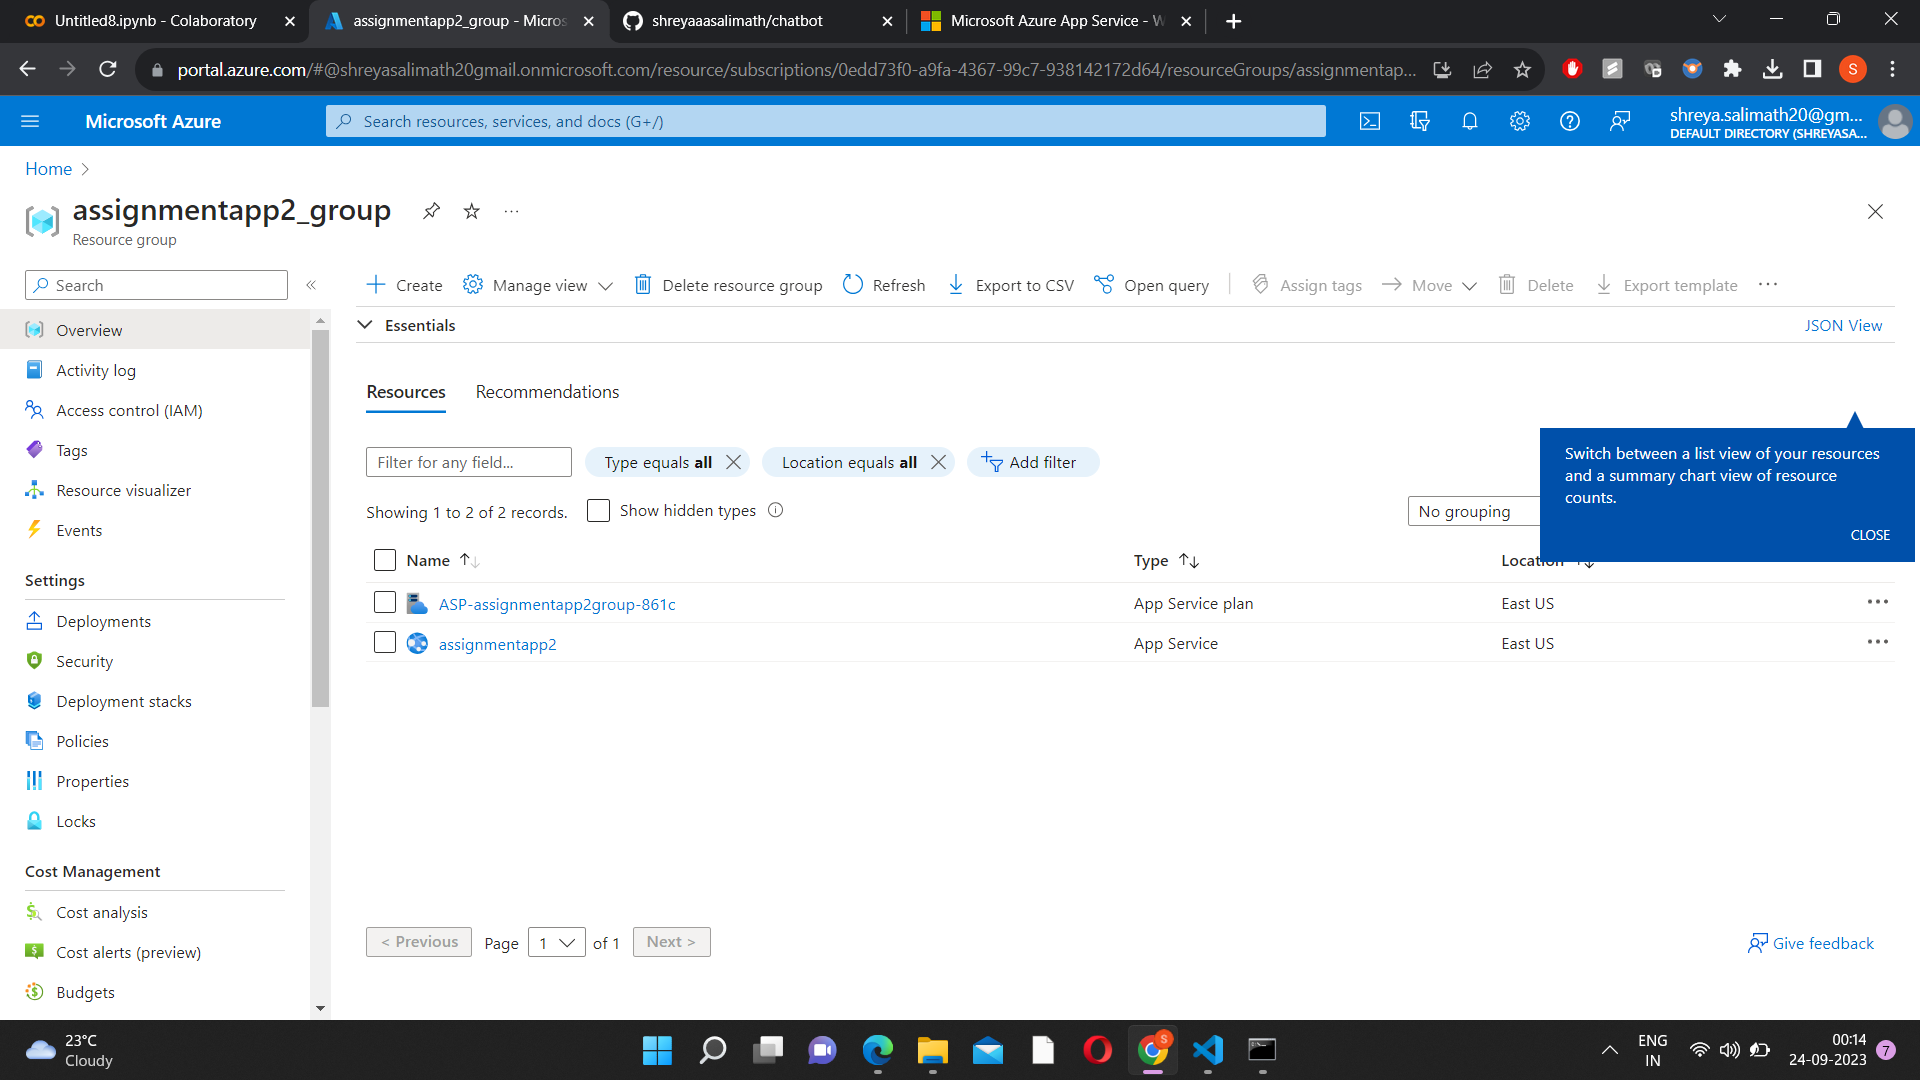 Untitled8.ipynb - Colaboratory
assignmentapp2_group - Micros
shreyaaasalimath/chatbot
Microsoft Azure App Service - W
portal.azure.com/#@shreyasalimath20gmail.onmicrosoft.com/resource/subscriptions/0edd73f0-a9fa-4367-99c7-938142172d64/resourceGroups/assignmentap...
S
Microsoft Azure
Search resources, services, and docs (G+/)
shreya.salimath20@gm...
DEFAULT DIRECTORY (SHREYASA...
Home
assignmentapp2_group
Resource group
Search
Create
Manage view
Delete resource group
Refresh
Export to CSV
Open query
Assign tags
Move
Delete
Export template
Overview
Activity log
Access control (IAM)
Tags
Resource visualizer
Events
Settings
Deployments
Security
Deployment stacks
Policies
Properties
Locks
Cost Management
Cost analysis
Cost alerts (preview)
Budgets
Essentials
JSON View
Resources
Recommendations
Filter for any field...
Type equals all
Location equals all
Add filter
Showing 1 to 2 of 2 records.
Show hidden types
No grouping
Switch between a list view of your resources
and a summary chart view of resource
counts.
CLOSE
Name
Type
Location
ASP-assignmentapp2group-861c
App Service plan
East US
assignmentapp2
App Service
East US
< Previous
Page
1
of 1
Next >
Give feedback
23°C
Cloudy
S
ENG
IN
00:14
24-09-2023
7